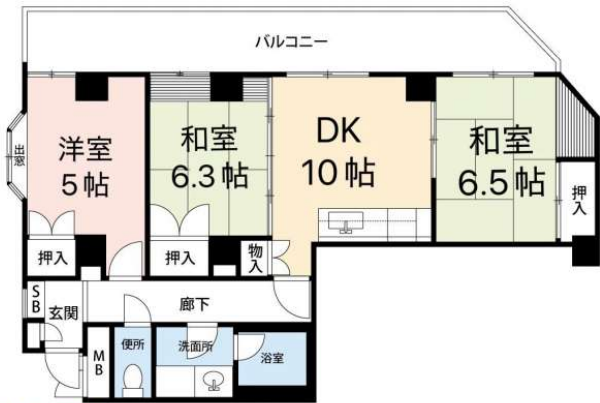 バルコニー
洋室
5帖
和室
6.3帖
DK
10帖
和室
6.5帖
出窓
押入
押入
押入
物入
SB
玄関
廊下
MB
便所
洗面所
浴室